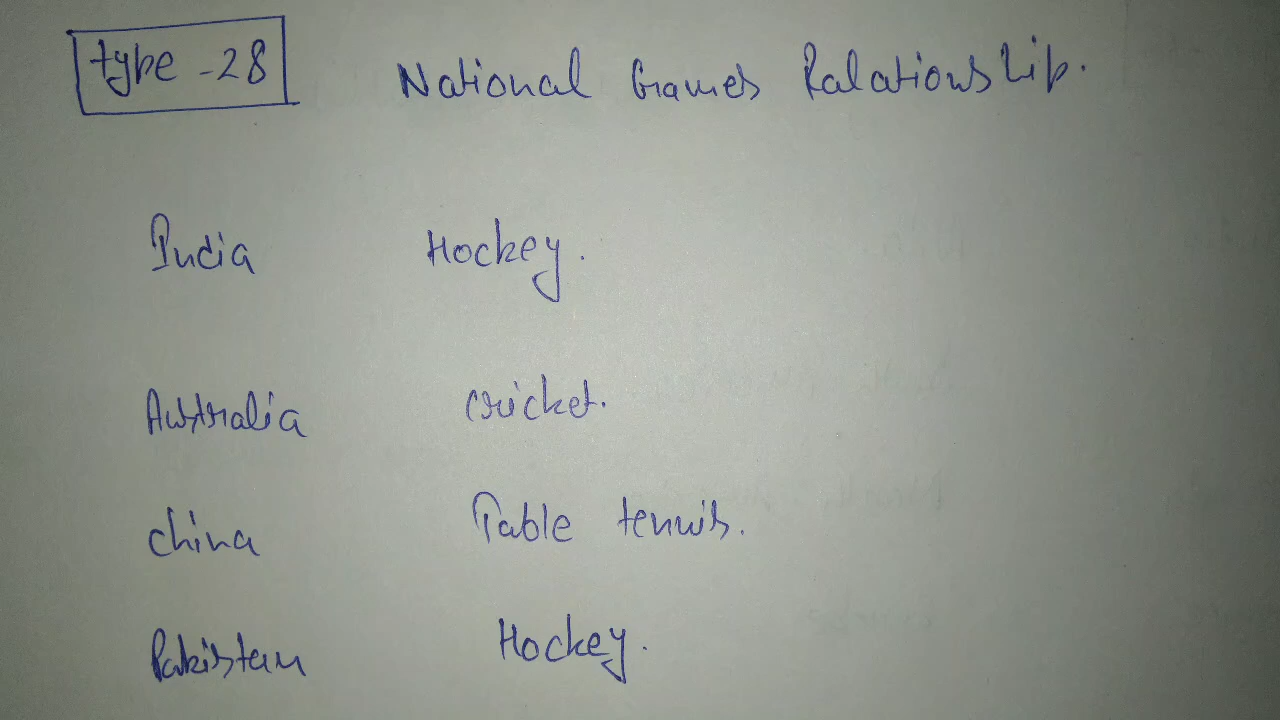 type - 28 National Games Relationship.
India Hockey.
Australia Cricket.
China Table tennis.
Pakistan Hockey.